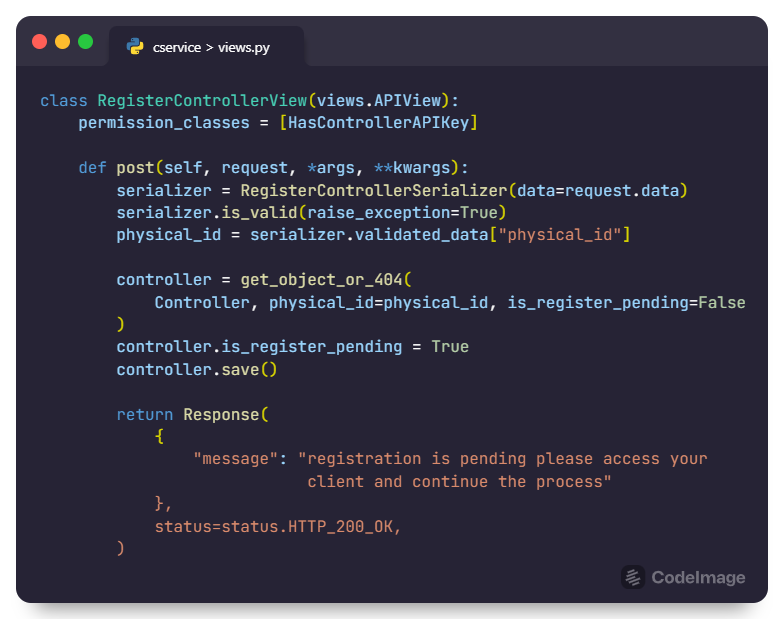 cservice > views.py
class RegisterControllerView(views.APIView):
    permission_classes = [HasControllerAPIKey]

    def post(self, request, *args, **kwargs):
        serializer = RegisterControllerSerializer(data=request.data)
        serializer.is_valid(raise_exception=True)
        physical_id = serializer.validated_data["physical_id"]

        controller = get_object_or_404(
            Controller, physical_id=physical_id, is_register_pending=False
        )
        controller.is_register_pending = True
        controller.save()

        return Response(
            {
                "message": "registration is pending please access your
                            client and continue the process"
            },
            status=status.HTTP_200_OK,
        )
CodeImage